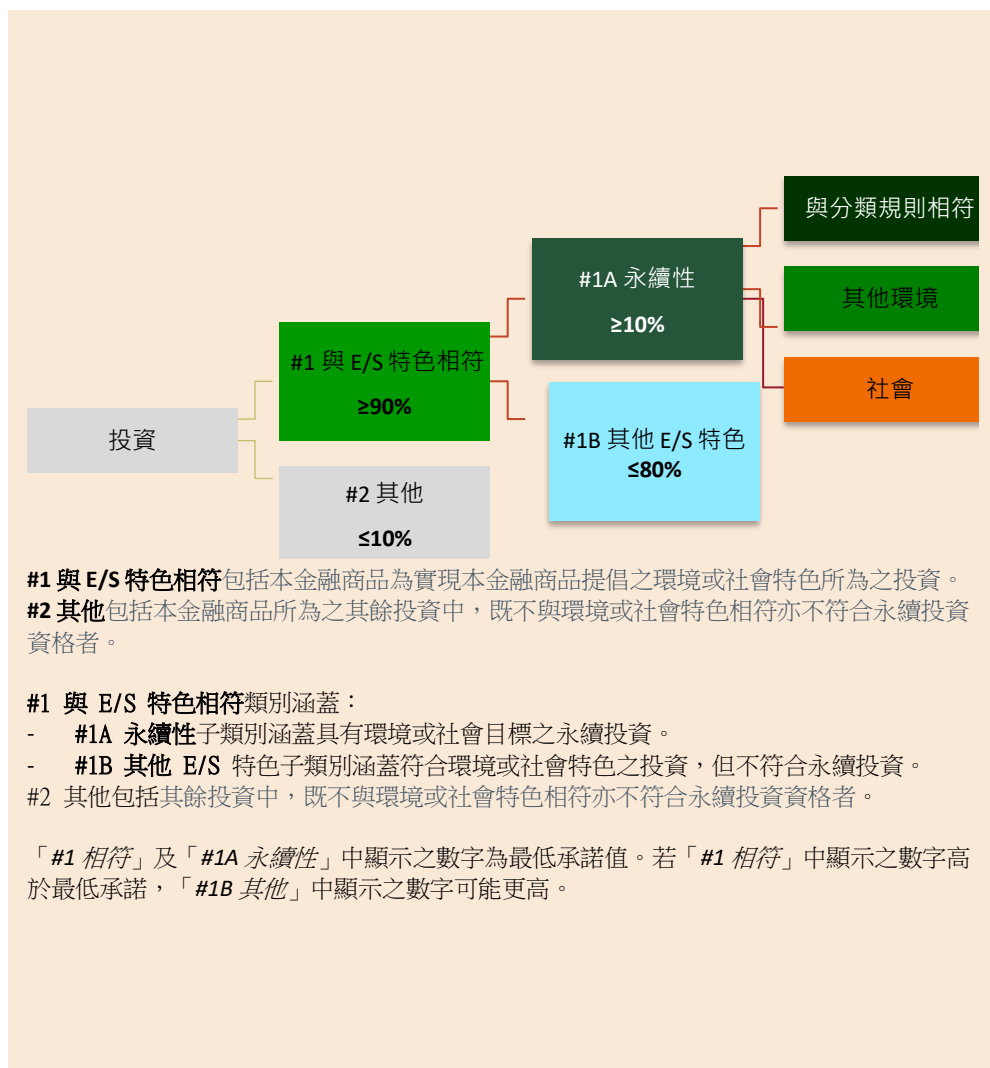 與分類規則相符
#1A 永續性
≥10%
其他環境
#1 與 E/S 特色相符
≥90%
社會
投資
#1B 其他 E/S 特色
≤80%
#2 其他
≤10%
#1 與 E/S 特色相符包括本金融商品為實現本金融商品提倡之環境或社會特色所為之投資。
#2 其他包括本金融商品所為之其餘投資中，既不與環境或社會特色相符亦不符合永續投資
資格者。
#1 與 E/S 特色相符類別涵蓋：
- #1A 永續性子類別涵蓋具有環境或社會目標之永續投資。
- #1B 其他 E/S 特色子類別涵蓋符合環境或社會特色之投資，但不符合永續投資。
#2 其他包括其餘投資中，既不與環境或社會特色相符亦不符合永續投資資格者。
「#1 相符」及「#1A 永續性」中顯示之數字為最低承諾值。若「#1 相符」中顯示之數字高
於最低承諾，「#1B 其他」中顯示之數字可能更高。